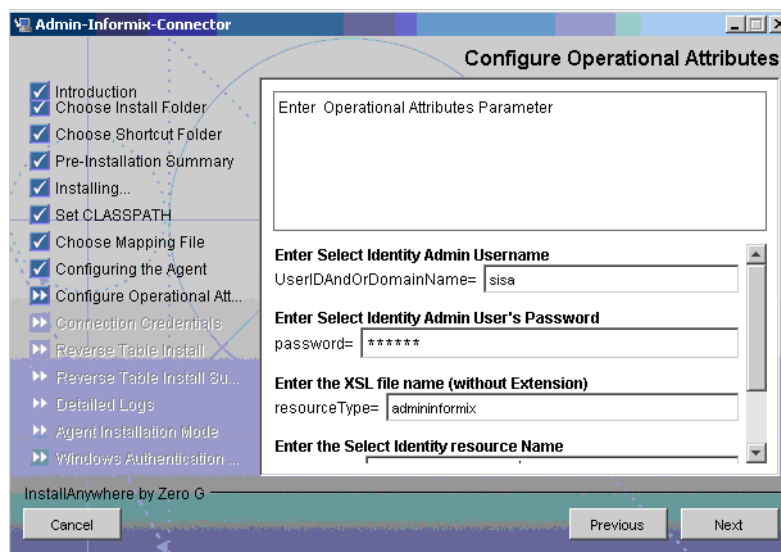 Admin-Informix-Connector
Configure Operational Attributes
Introduction
Choose Install Folder
Choose Shortcut Folder
Pre-Installation Summary
Installing...
Set CLASSPATH
Choose Mapping File
Configuring the Agent
Configure Operational Att...
Connection Credentials
Reverse Table Install
Reverse Table Install Su...
Detailed Logs
Agent Installation Mode
Windows Authentication ...
Enter Operational Attributes Parameter
Enter Select Identity Admin Username
UserIDAndOrDomainName= sisa
Enter Select Identity Admin User's Password
password= ******
Enter the XSL file name (without Extension)
resourceType= admininformix
Enter the Select Identity resource Name
InstallAnywhere by Zero G
Cancel
Previous
Next